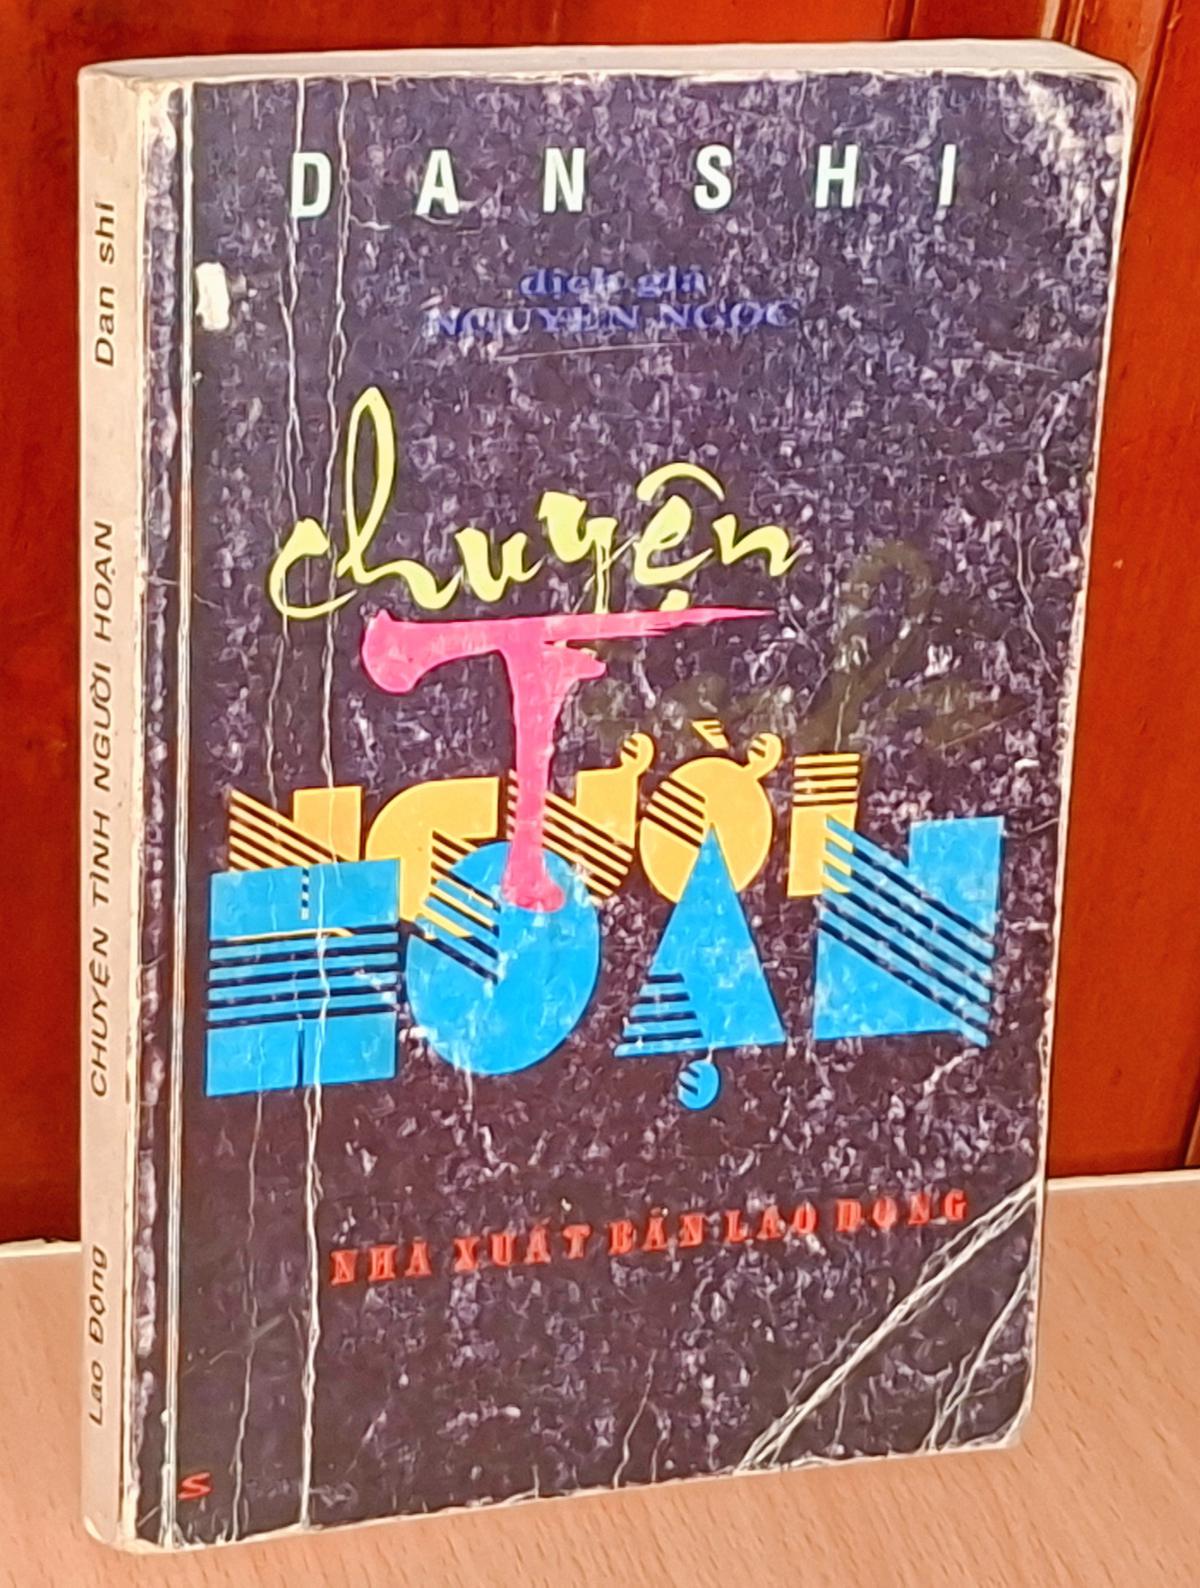 DAN SHI
dịch giả
NGUYỄN NGỌC
chuyện
Tình
NGƯỜI
HOẠN
NHÀ XUẤT BẢN LAO ĐỘNG
S
Dan shi
CHUYỆN TÌNH NGƯỜI HOẠN
Lao Động